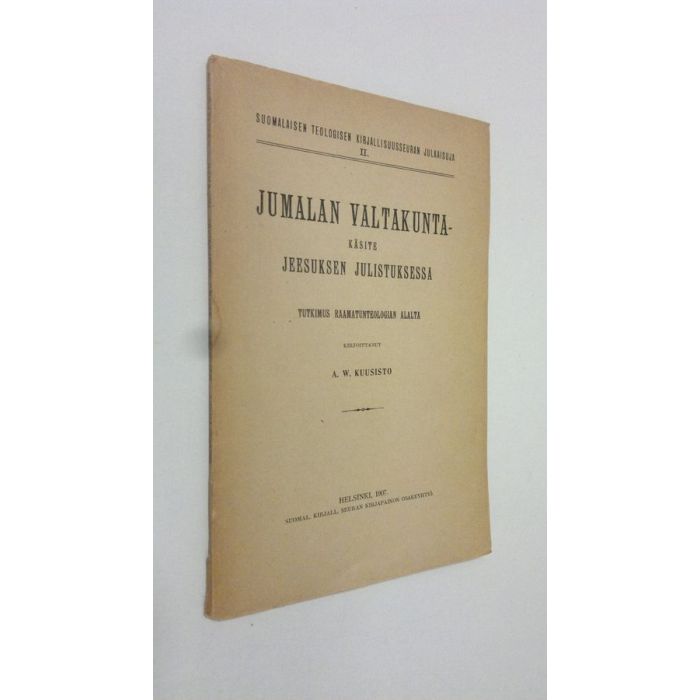 SUOMALAISEN TEOLOGISEN KIRJALLISUUSSEURAN JULKAISUJA
II.
JUMALAN VALTAKUNTA-
KÄSITE
JEESUKSEN JULISTUKSESSA
TUTKIMUS RAAMATUNTEOLOGIAN ALALTA
KIRJOITTANUT
A. W. KUUSISTO
HELSINKI, 1907.
SUOMAL. KIRJALL. SEURAN KIRJAPAINON OSAKEYHTIÖ.